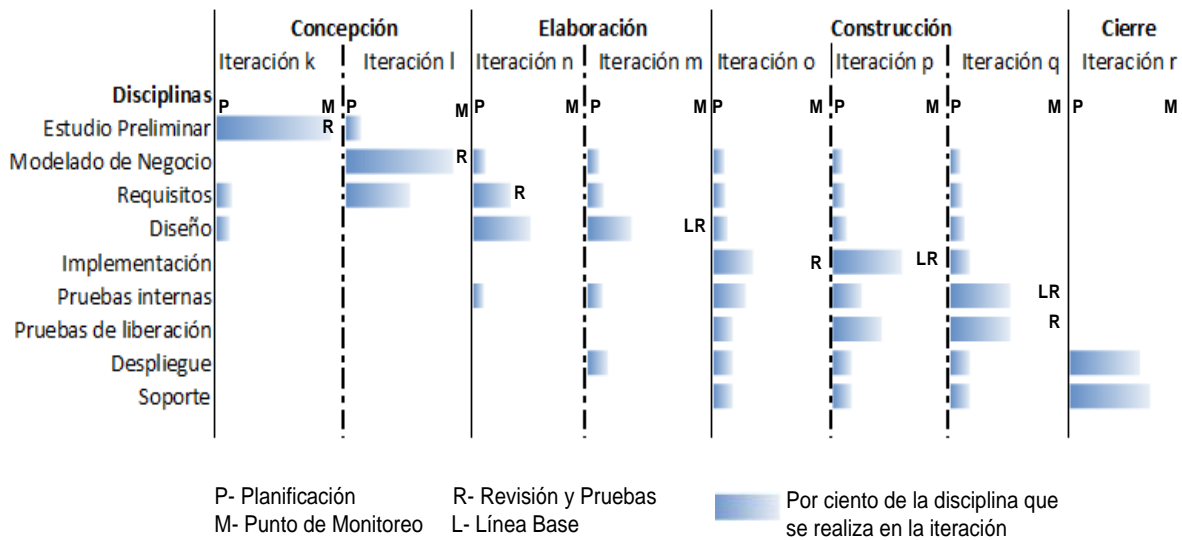 Concepción Elaboración Construcción Cierre
Iteración k Iteración l Iteración n Iteración m Iteración o Iteración p Iteración q Iteración r
Disciplinas
P M P M P M P M P M P M P M P M
Estudio Preliminar R
Modelado de Negocio R
Requisitos R
Diseño LR
Implementación R LR
Pruebas internas LR
Pruebas de liberación R
Despliegue
Soporte
P- Planificación R- Revisión y Pruebas Por ciento de la disciplina que
M- Punto de Monitoreo L- Línea Base se realiza en la iteración